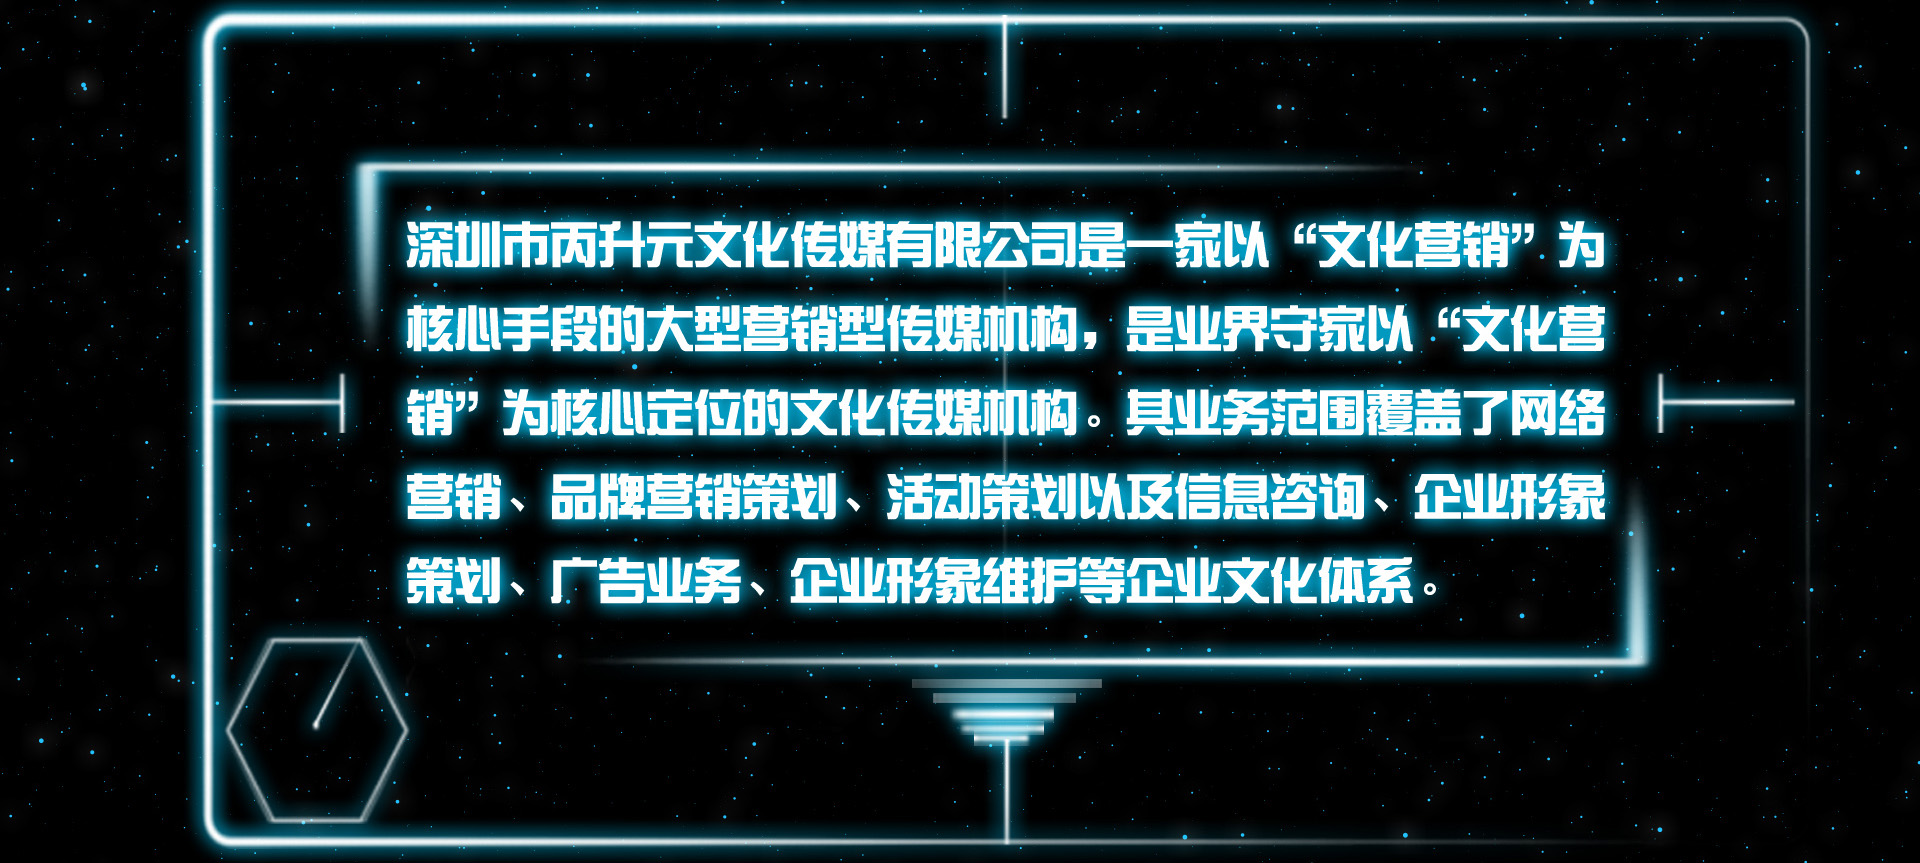 深圳市丙升元文化传媒有限公司是一家以“文化营销”为
核心手段的大型营销型传媒机构，是业界守家以“文化营
销”为核心定位的文化传媒机构。其业务范围覆盖了网络
营销、品牌营销策划、活动策划以及信息咨询、企业形象
策划、广告业务、企业形象维护等企业文化体系。